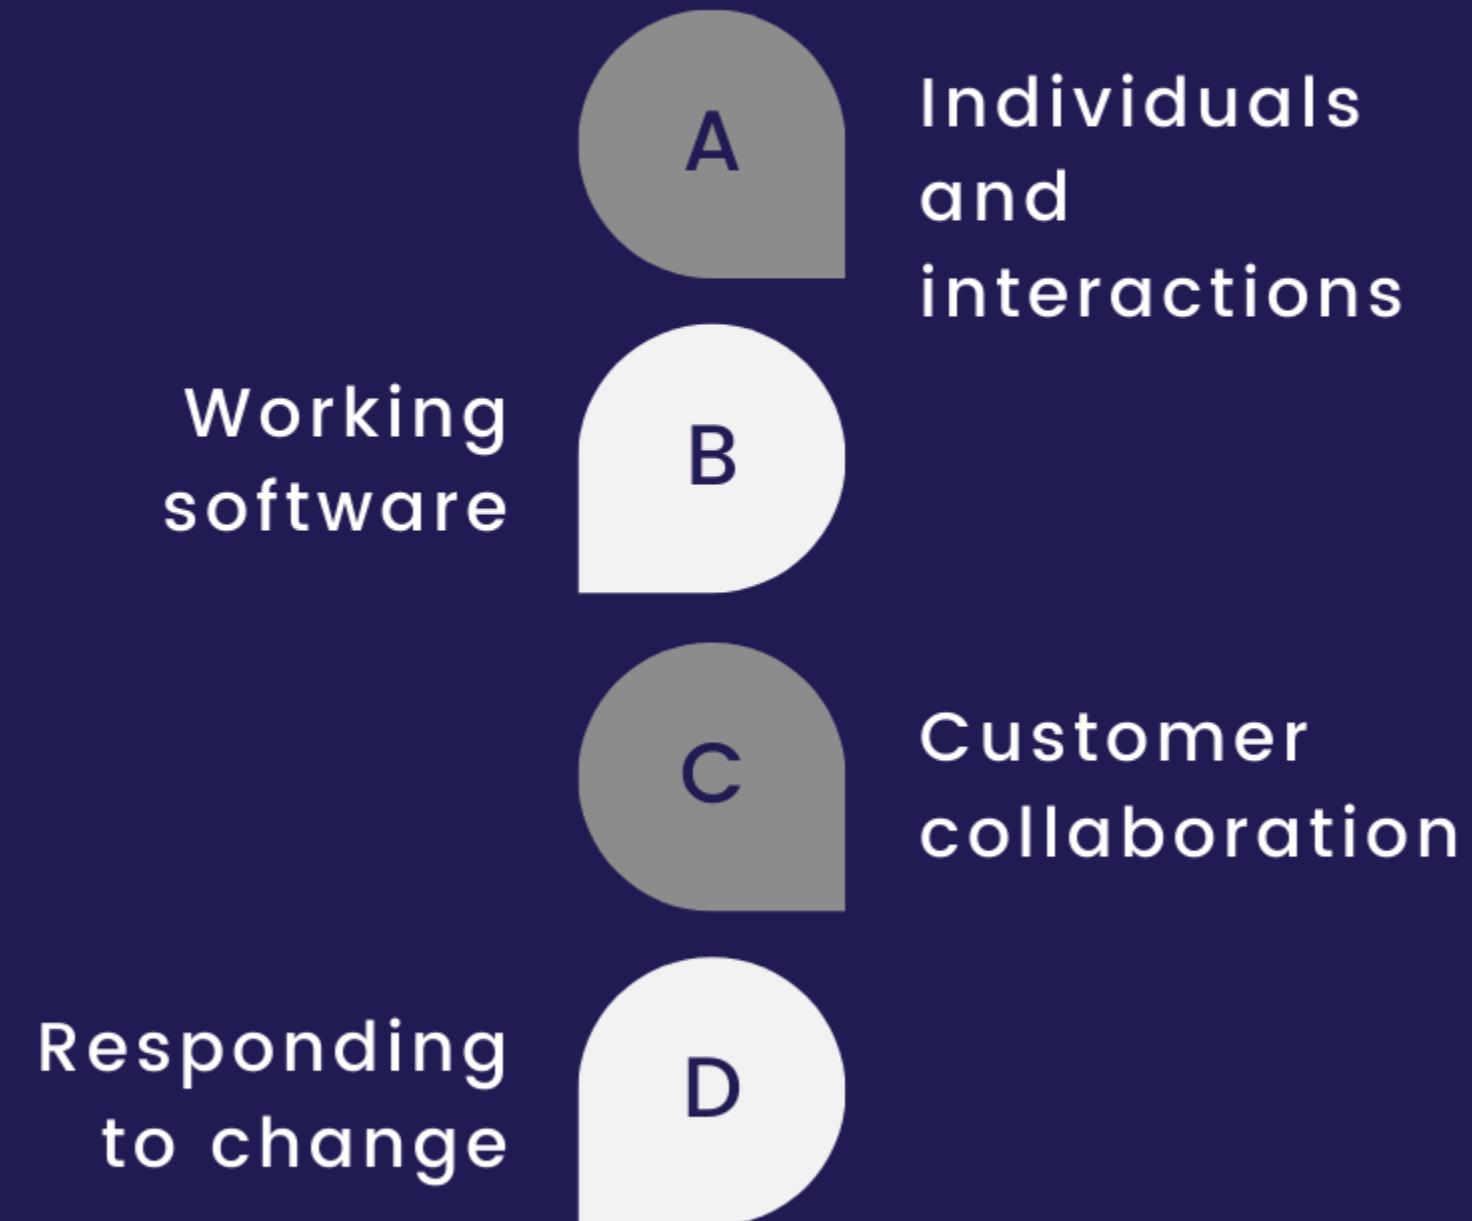 A
Individuals
and
interactions
Working
software
B
C
Customer
collaboration
Responding
to change
D